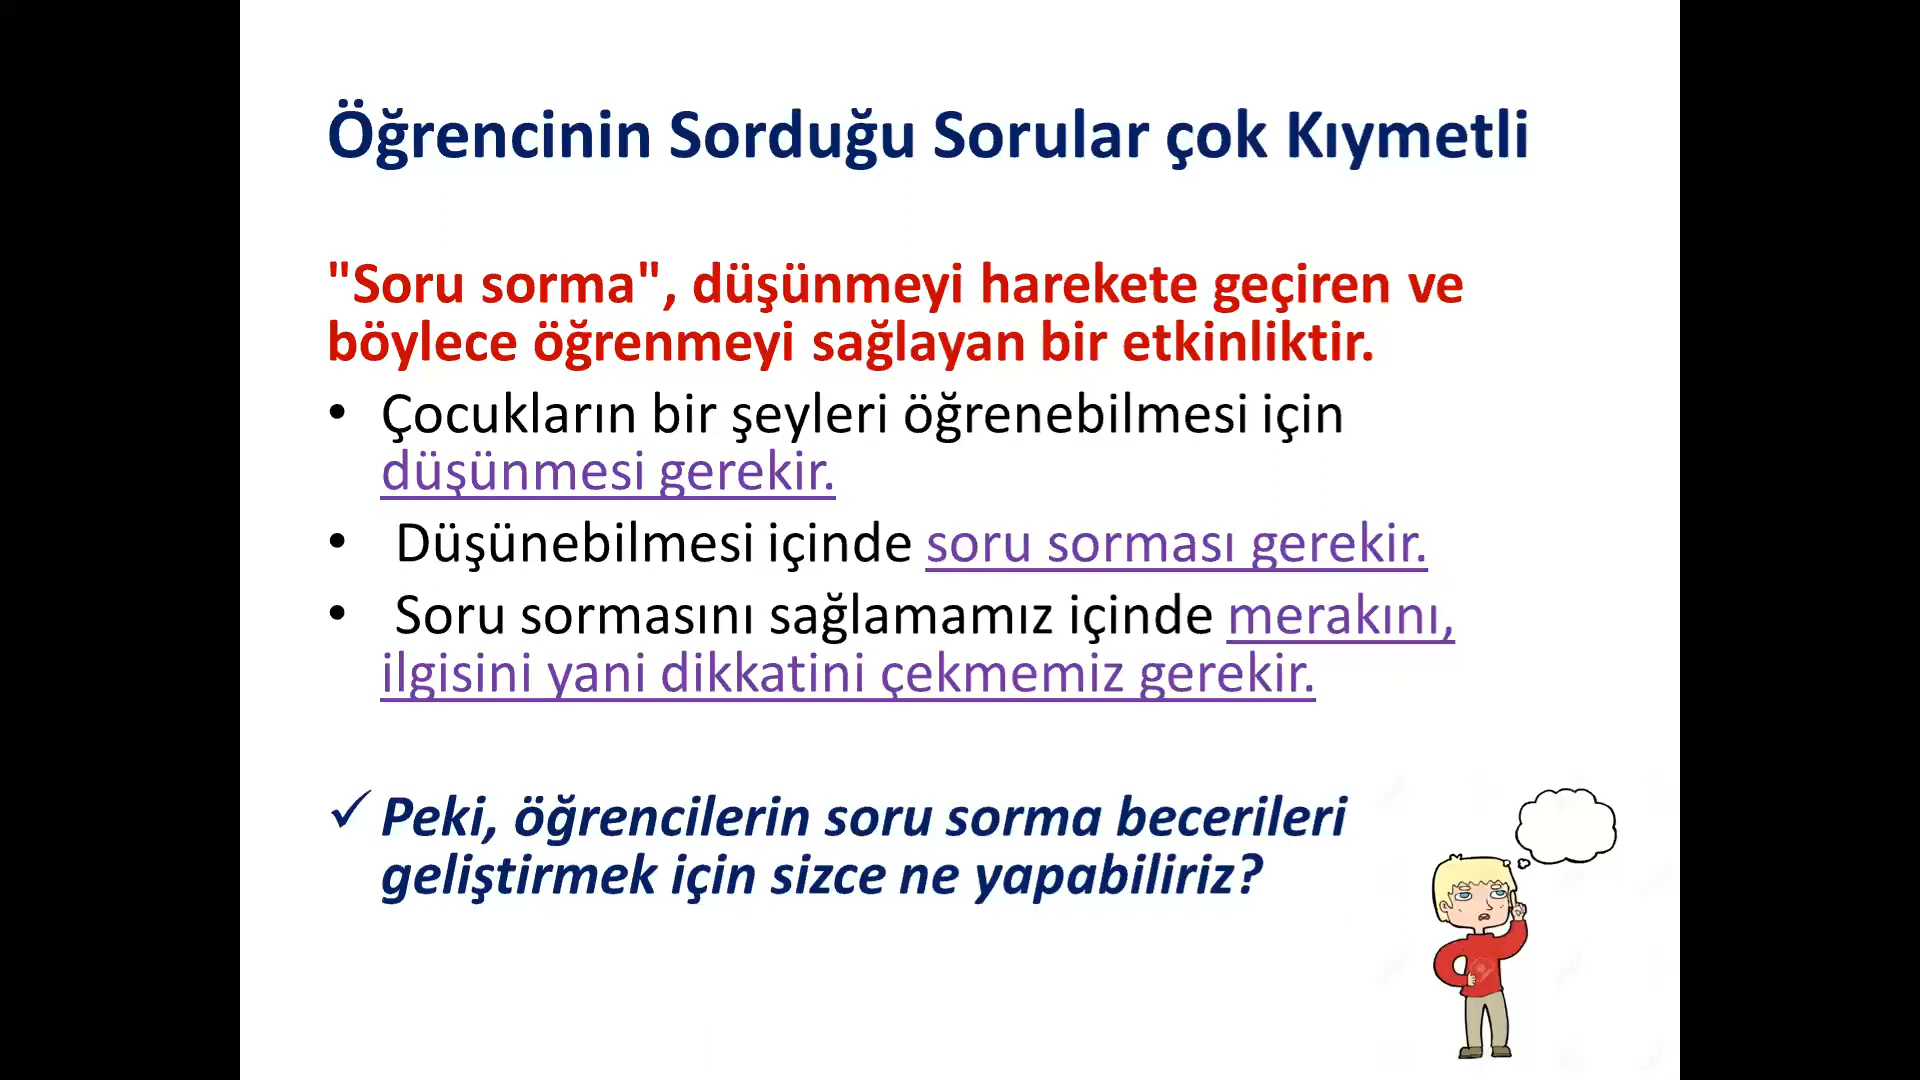 Öğrencinin Sorduğu Sorular çok Kıymetli
"Soru sorma", düşünmeyi harekete geçiren ve
böylece öğrenmeyi sağlayan bir etkinliktir.
• Çocukların bir şeyleri öğrenebilmesi için
düşünmesi gerekir.
• Düşünebilmesi içinde soru sorması gerekir.
• Soru sormasını sağlamamız içinde merakını,
ilgisini yani dikkatini çekmemiz gerekir.
✓ Peki, öğrencilerin soru sorma becerileri
geliştirmek için sizce ne yapabiliriz?